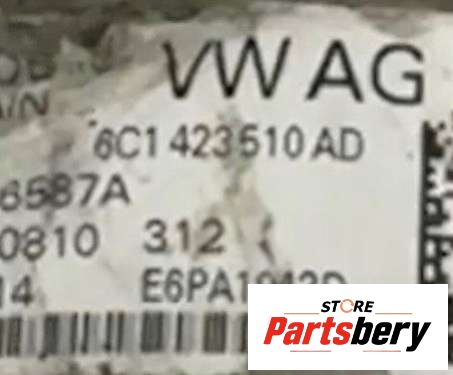 VW AG
6C1 423 510 AD
6587A
0810 312
14
STORE
Partsbery